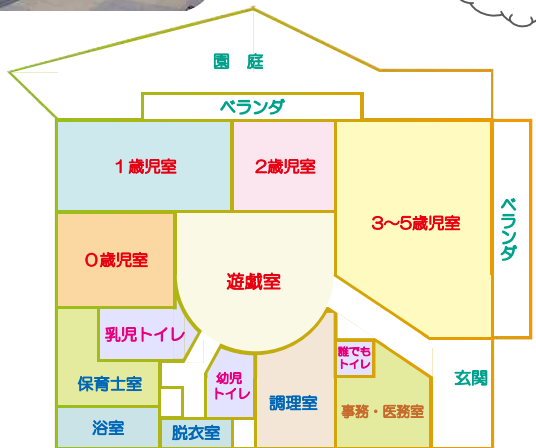 園 庭
ベランダ
1歳児室
2歳児室
3〜5歳児室
ベランダ
0歳児室
遊戯室
乳児トイレ
保育士室
幼児
トイレ
調理室
誰でも
トイレ
玄関
事務・医務室
浴室
脱衣室